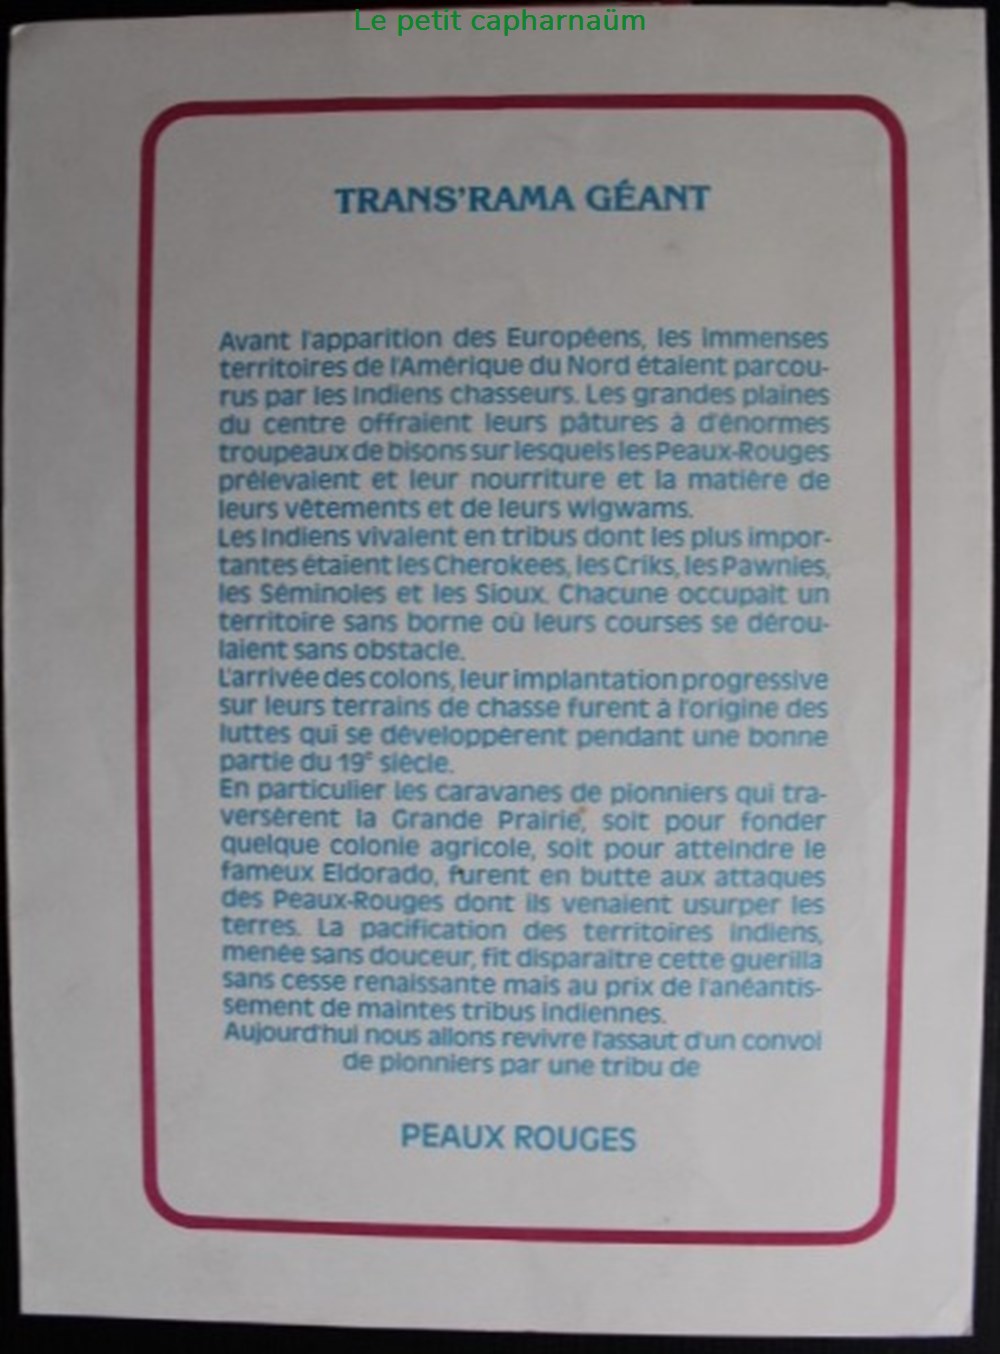 Le petit capharnaüm
TRANS'RAMA GÉANT
Avant l'apparition des Européens, les immenses
territoires de l'Amérique du Nord étaient parcou-
rus par les Indiens chasseurs. Les grandes plaines
du centre offraient leurs pâtures à d'énormes
troupeaux de bisons sur lesquels les Peaux-Rouges
prélevaient et leur nourriture et la matière de
leurs vêtements et de leurs wigwams.
Les Indiens vivaient en tribus dont les plus impor-
tantes étaient les Cherokees, les Criks, les Pawnies,
les Séminoles et les Sioux. Chacune occupait un
territoire sans borne où leurs courses se dérou-
laient sans obstacle.
L'arrivée des colons, leur implantation progressive
sur leurs terrains de chasse furent à l'origine des
luttes qui se développèrent pendant une bonne
partie du 19e siècle.
En particulier les caravanes de pionniers qui tra-
versèrent la Grande Prairie, soit pour fonder
quelque colonie agricole, soit pour atteindre le
fameux Eldorado, furent en butte aux attaques
des Peaux-Rouges dont ils venaient usurper les
terres. La pacification des territoires indiens,
menée sans douceur, fit disparaitre cette guerilla
sans cesse renaissante mais au prix de l'anéantis-
sement de maintes tribus indiennes.
Aujourd'hui nous allons revivre l'assaut d'un convoi
de pionniers par une tribu de
PEAUX ROUGES